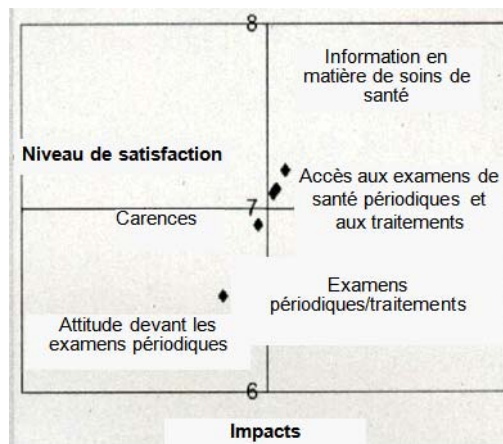 8
Information en
matière de soins de
santé
Niveau de satisfaction
Accès aux examens de
santé périodiques et
aux traitements
7
Carences
Examens
périodiques/traitements
Attitude devant les
examens périodiques
6
Impacts